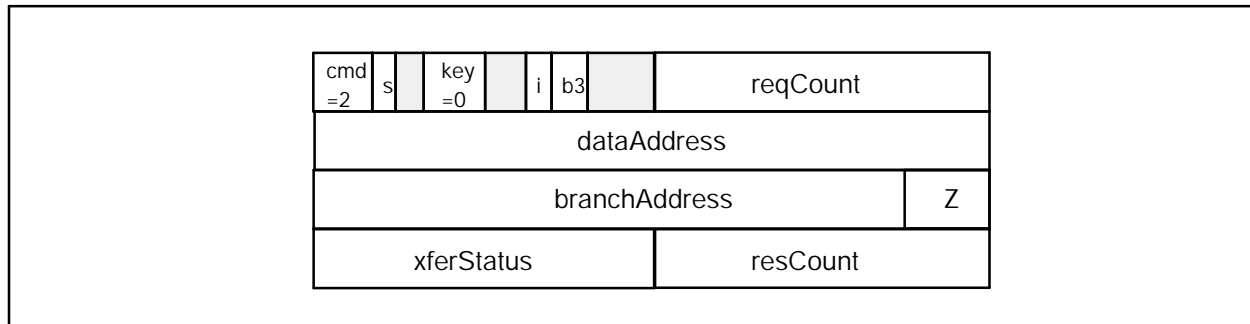 cmd =2 s key =0 i b3 reqCount
dataAddress
branchAddress Z
xferStatus resCount